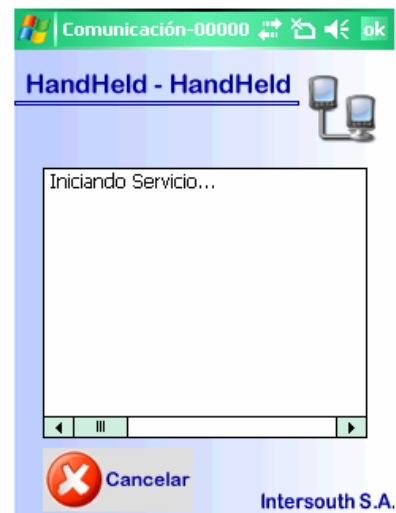 Comunicación-00000 ok
HandHeld - HandHeld
Iniciando Servicio...
Cancelar
Intersouth S.A.